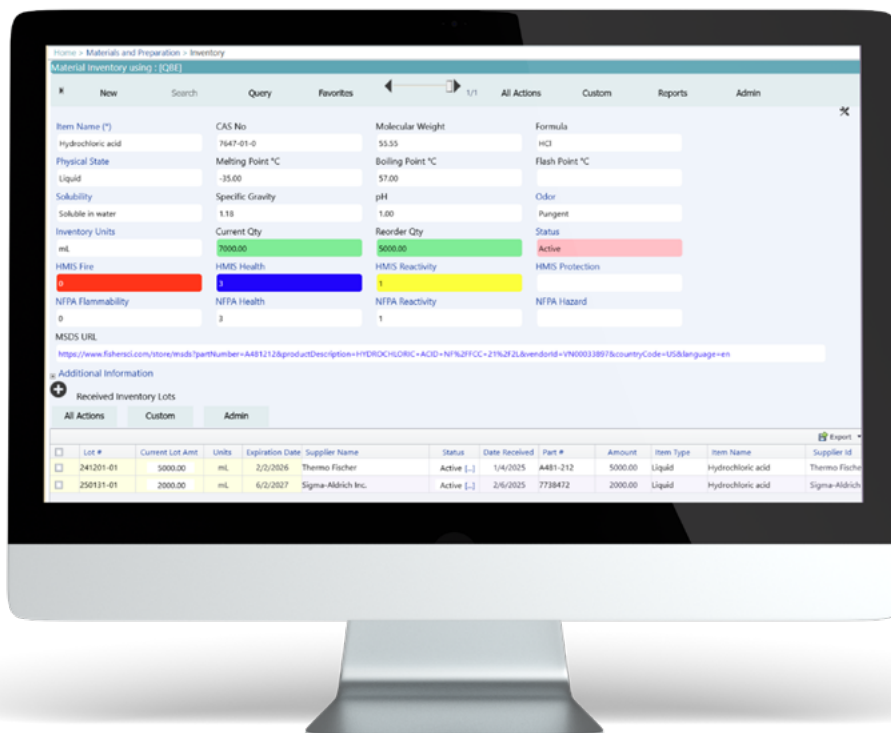 Home > Materials and Preparation > Inventory
Material Inventory using : [QBE]
New Search Query Favorites 1/1 All Actions Custom Reports Admin
Item Name (*) CAS No Molecular Weight Formula
Hydrochloric acid 7647-01-0 55.55 HCl
Physical State Melting Point °C Boiling Point °C Flash Point °C
Liquid -35.00 57.00
Solubility Specific Gravity pH Odor
Soluble in water 1.18 1.00 Pungent
Inventory Units Current Qty Reorder Qty Status
mL 7000.00 5000.00 Active
HMIS Fire HMIS Health HMIS Reactivity HMIS Protection
0 3 1
NFPA Flammability NFPA Health NFPA Reactivity NFPA Hazard
0 3 1
MSDS URL
https://www.fishersci.com/store/msds?partNumber=A481212&productDescription=HYDROCHLORIC+ACID+NF%2FFCC+21%2F2L&vendorId=VN00033897&countryCode=US&language=en
Additional Information
Received Inventory Lots
All Actions Custom Admin
Export
Lot # Current Lot Amt Units Expiration Date Supplier Name Status Date Received Part # Amount Item Type Item Name Supplier Id
241201-01 5000.00 mL 2/2/2026 Thermo Fischer Active [...] 1/4/2025 A481-212 5000.00 Liquid Hydrochloric acid Thermo Fische
250131-01 2000.00 mL 6/2/2027 Sigma-Aldrich Inc. Active [...] 2/6/2025 7738472 2000.00 Liquid Hydrochloric acid Sigma-Aldrich